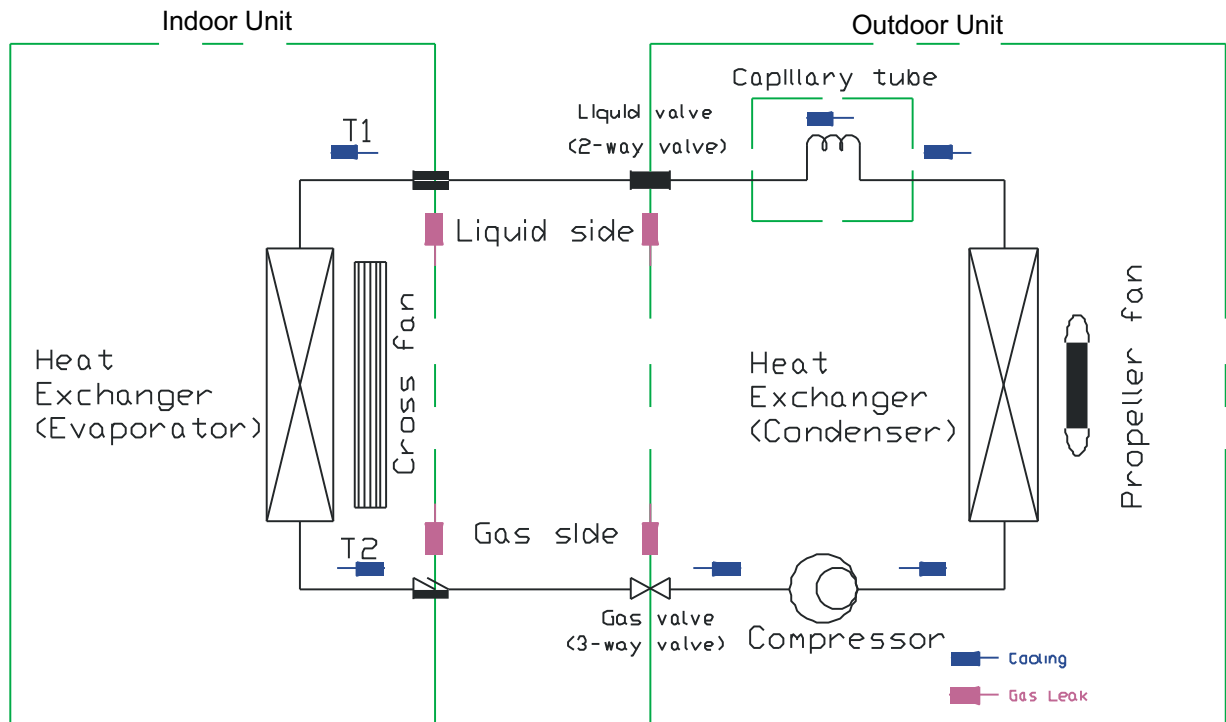 Indoor Unit
Outdoor Unit
Capillary tube
Liquid valve
(2-way valve)
T1
Liquid side
Heat
Exchanger
(Evaporator)
Cross fan
Heat
Exchanger
(Condenser)
Propeller fan
T2
Gas side
Gas valve
(3-way valve)
Compressor
Cooling
Gas Leak